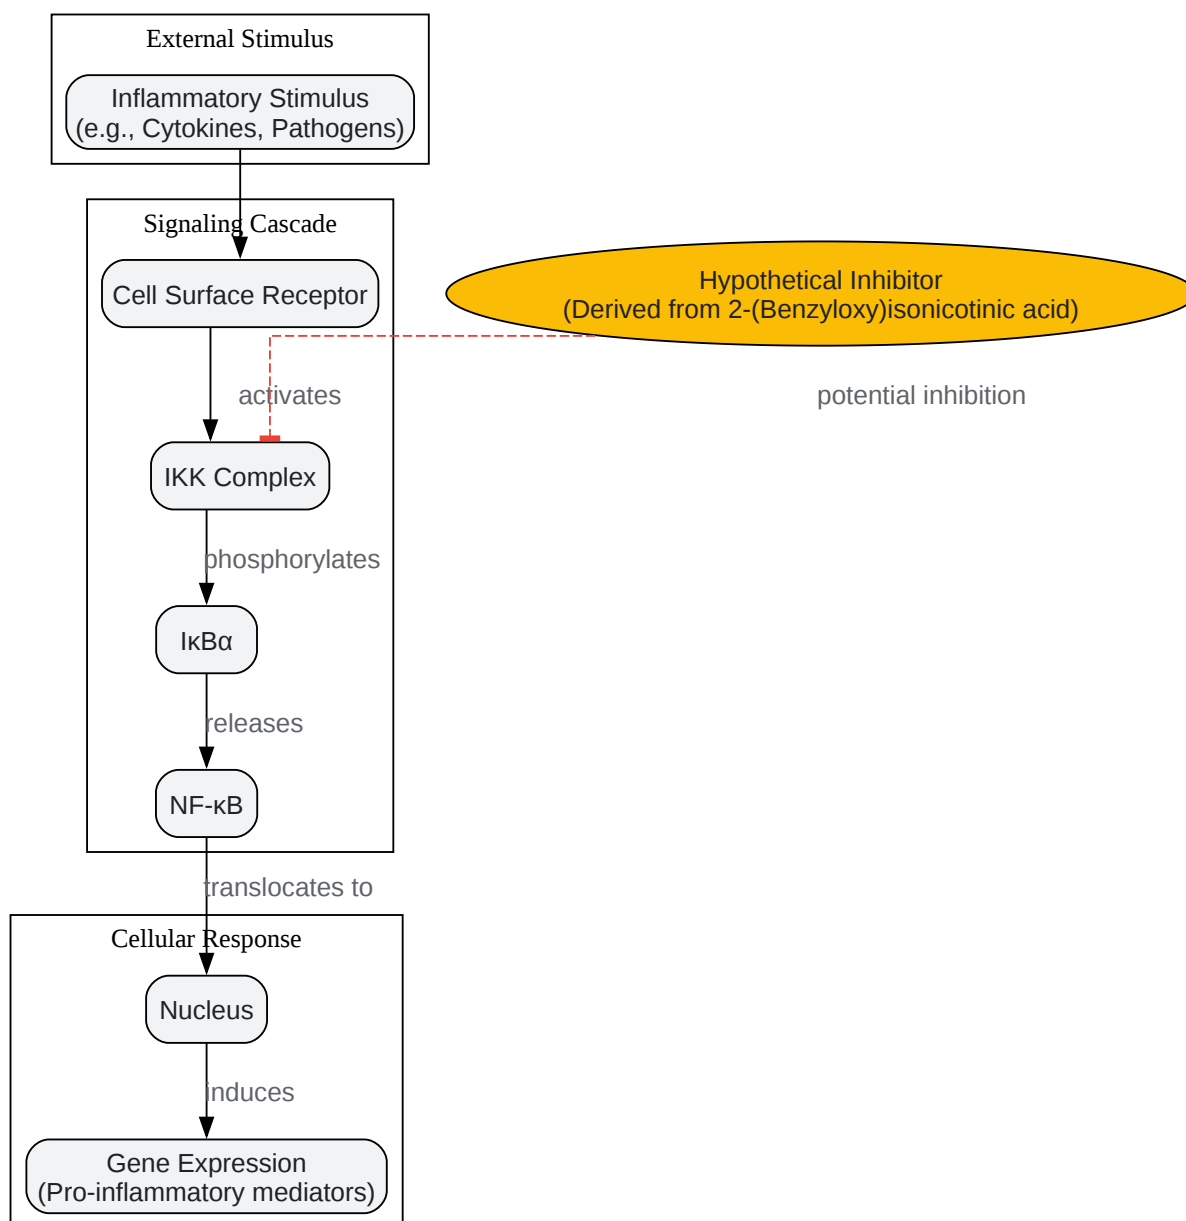 External Stimulus
Inflammatory Stimulus
(e.g., Cytokines, Pathogens)
Signaling Cascade
Cell Surface Receptor
Hypothetical Inhibitor
(Derived from 2-(Benzyloxy)isonicotinic acid)
activates
potential inhibition
IKK Complex
phosphorylates
IκBα
releases
NF-κB
translocates to
Cellular Response
Nucleus
induces
Gene Expression
(Pro-inflammatory mediators)